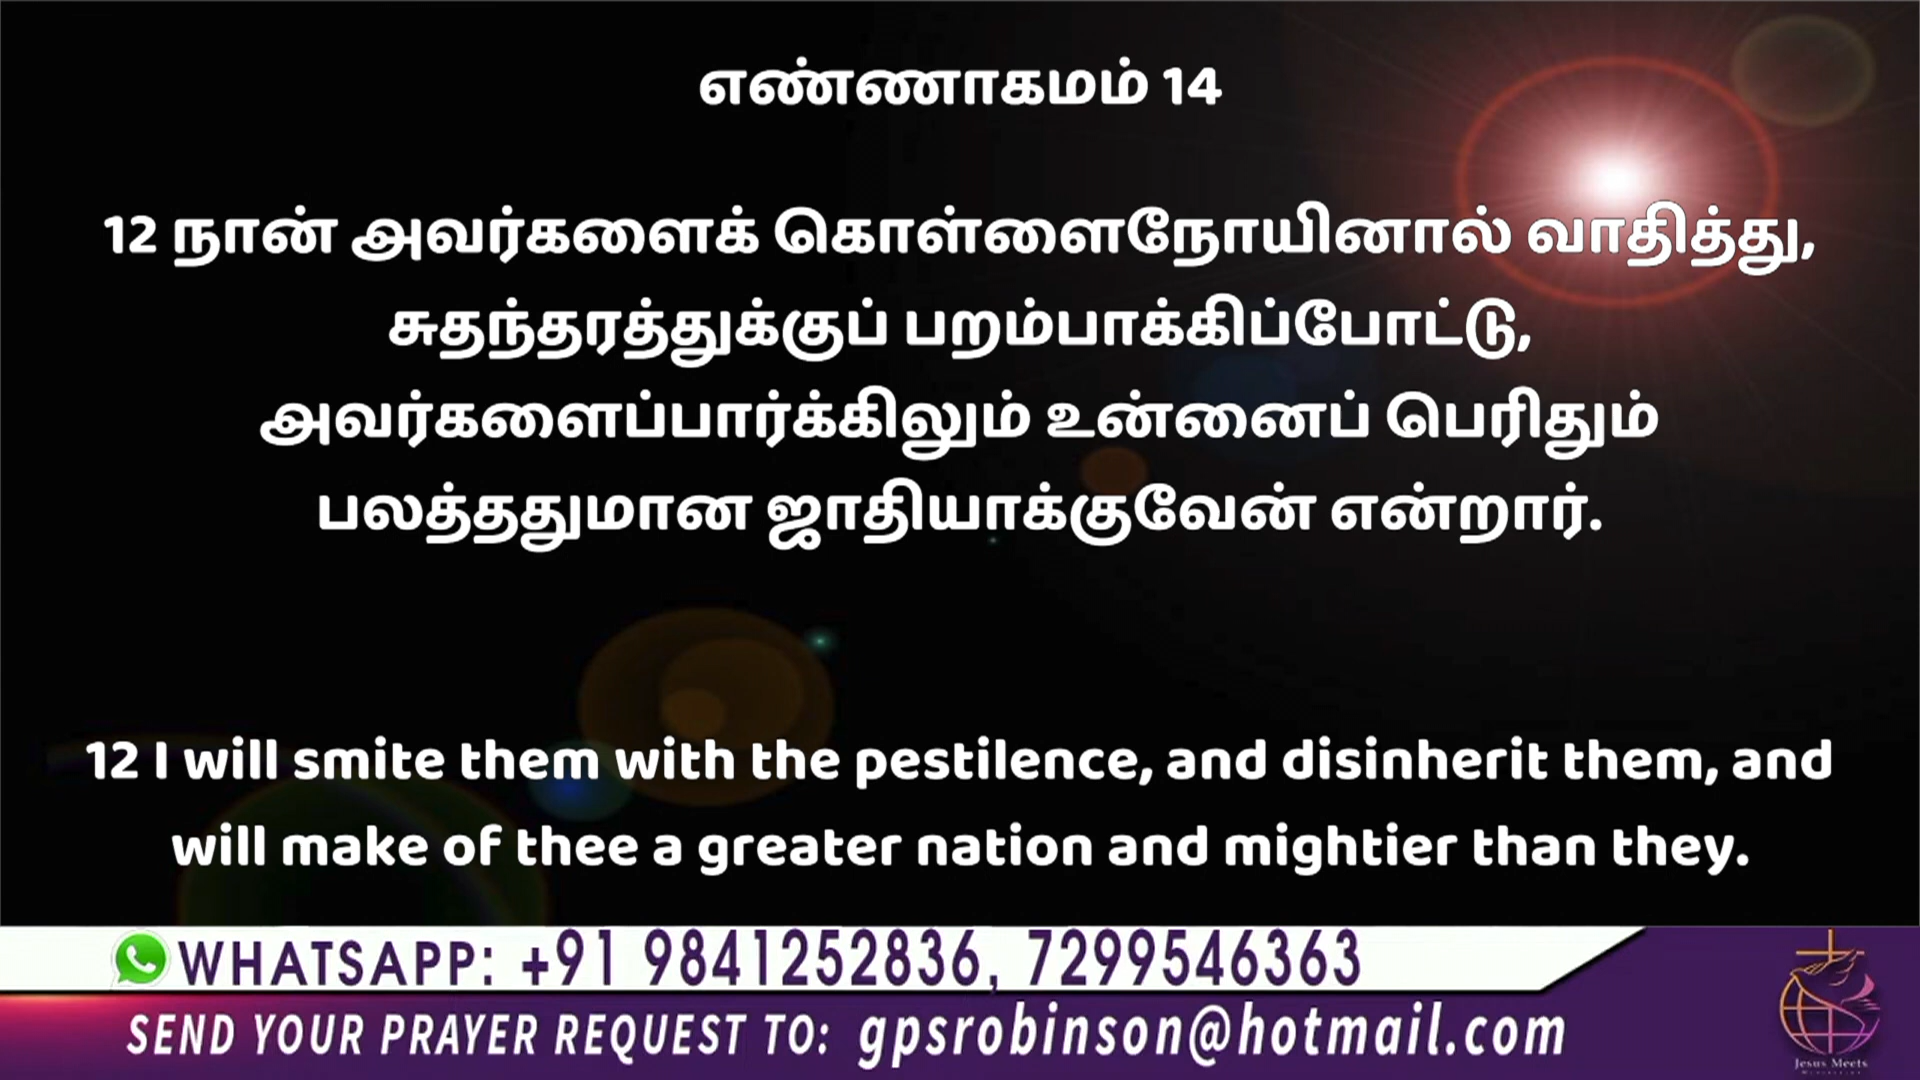 எண்ணாகமம் 14
12 நான் அவர்களைக் கொள்ளைநோயினால் வாதித்து,
சுதந்தரத்துக்குப் பறம்பாக்கிப்போட்டு,
அவர்களைப்பார்க்கிலும் உன்னைப் பெரிதும்
பலத்ததுமான ஜாதியாக்குவேன் என்றார்.
12 I will smite them with the pestilence, and disinherit them, and
will make of thee a greater nation and mightier than they.
WHATSAPP: +91 9841252836, 7299546363
SEND YOUR PRAYER REQUEST TO: gpsrobinson@hotmail.com
Jesus Meets